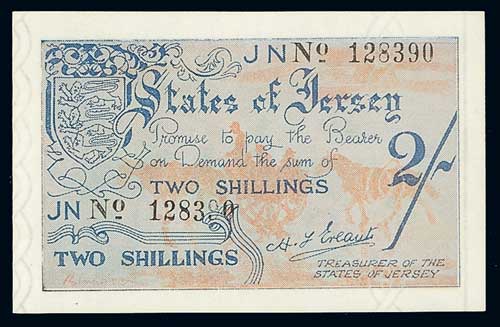 JN Nº 128390
States of Jersey
Promise to pay the Bearer
on Demand the sum of
TWO SHILLINGS
2/-
JN Nº 128390
TWO SHILLINGS
H. F. Ereaut
TREASURER OF THE
STATES OF JERSEY